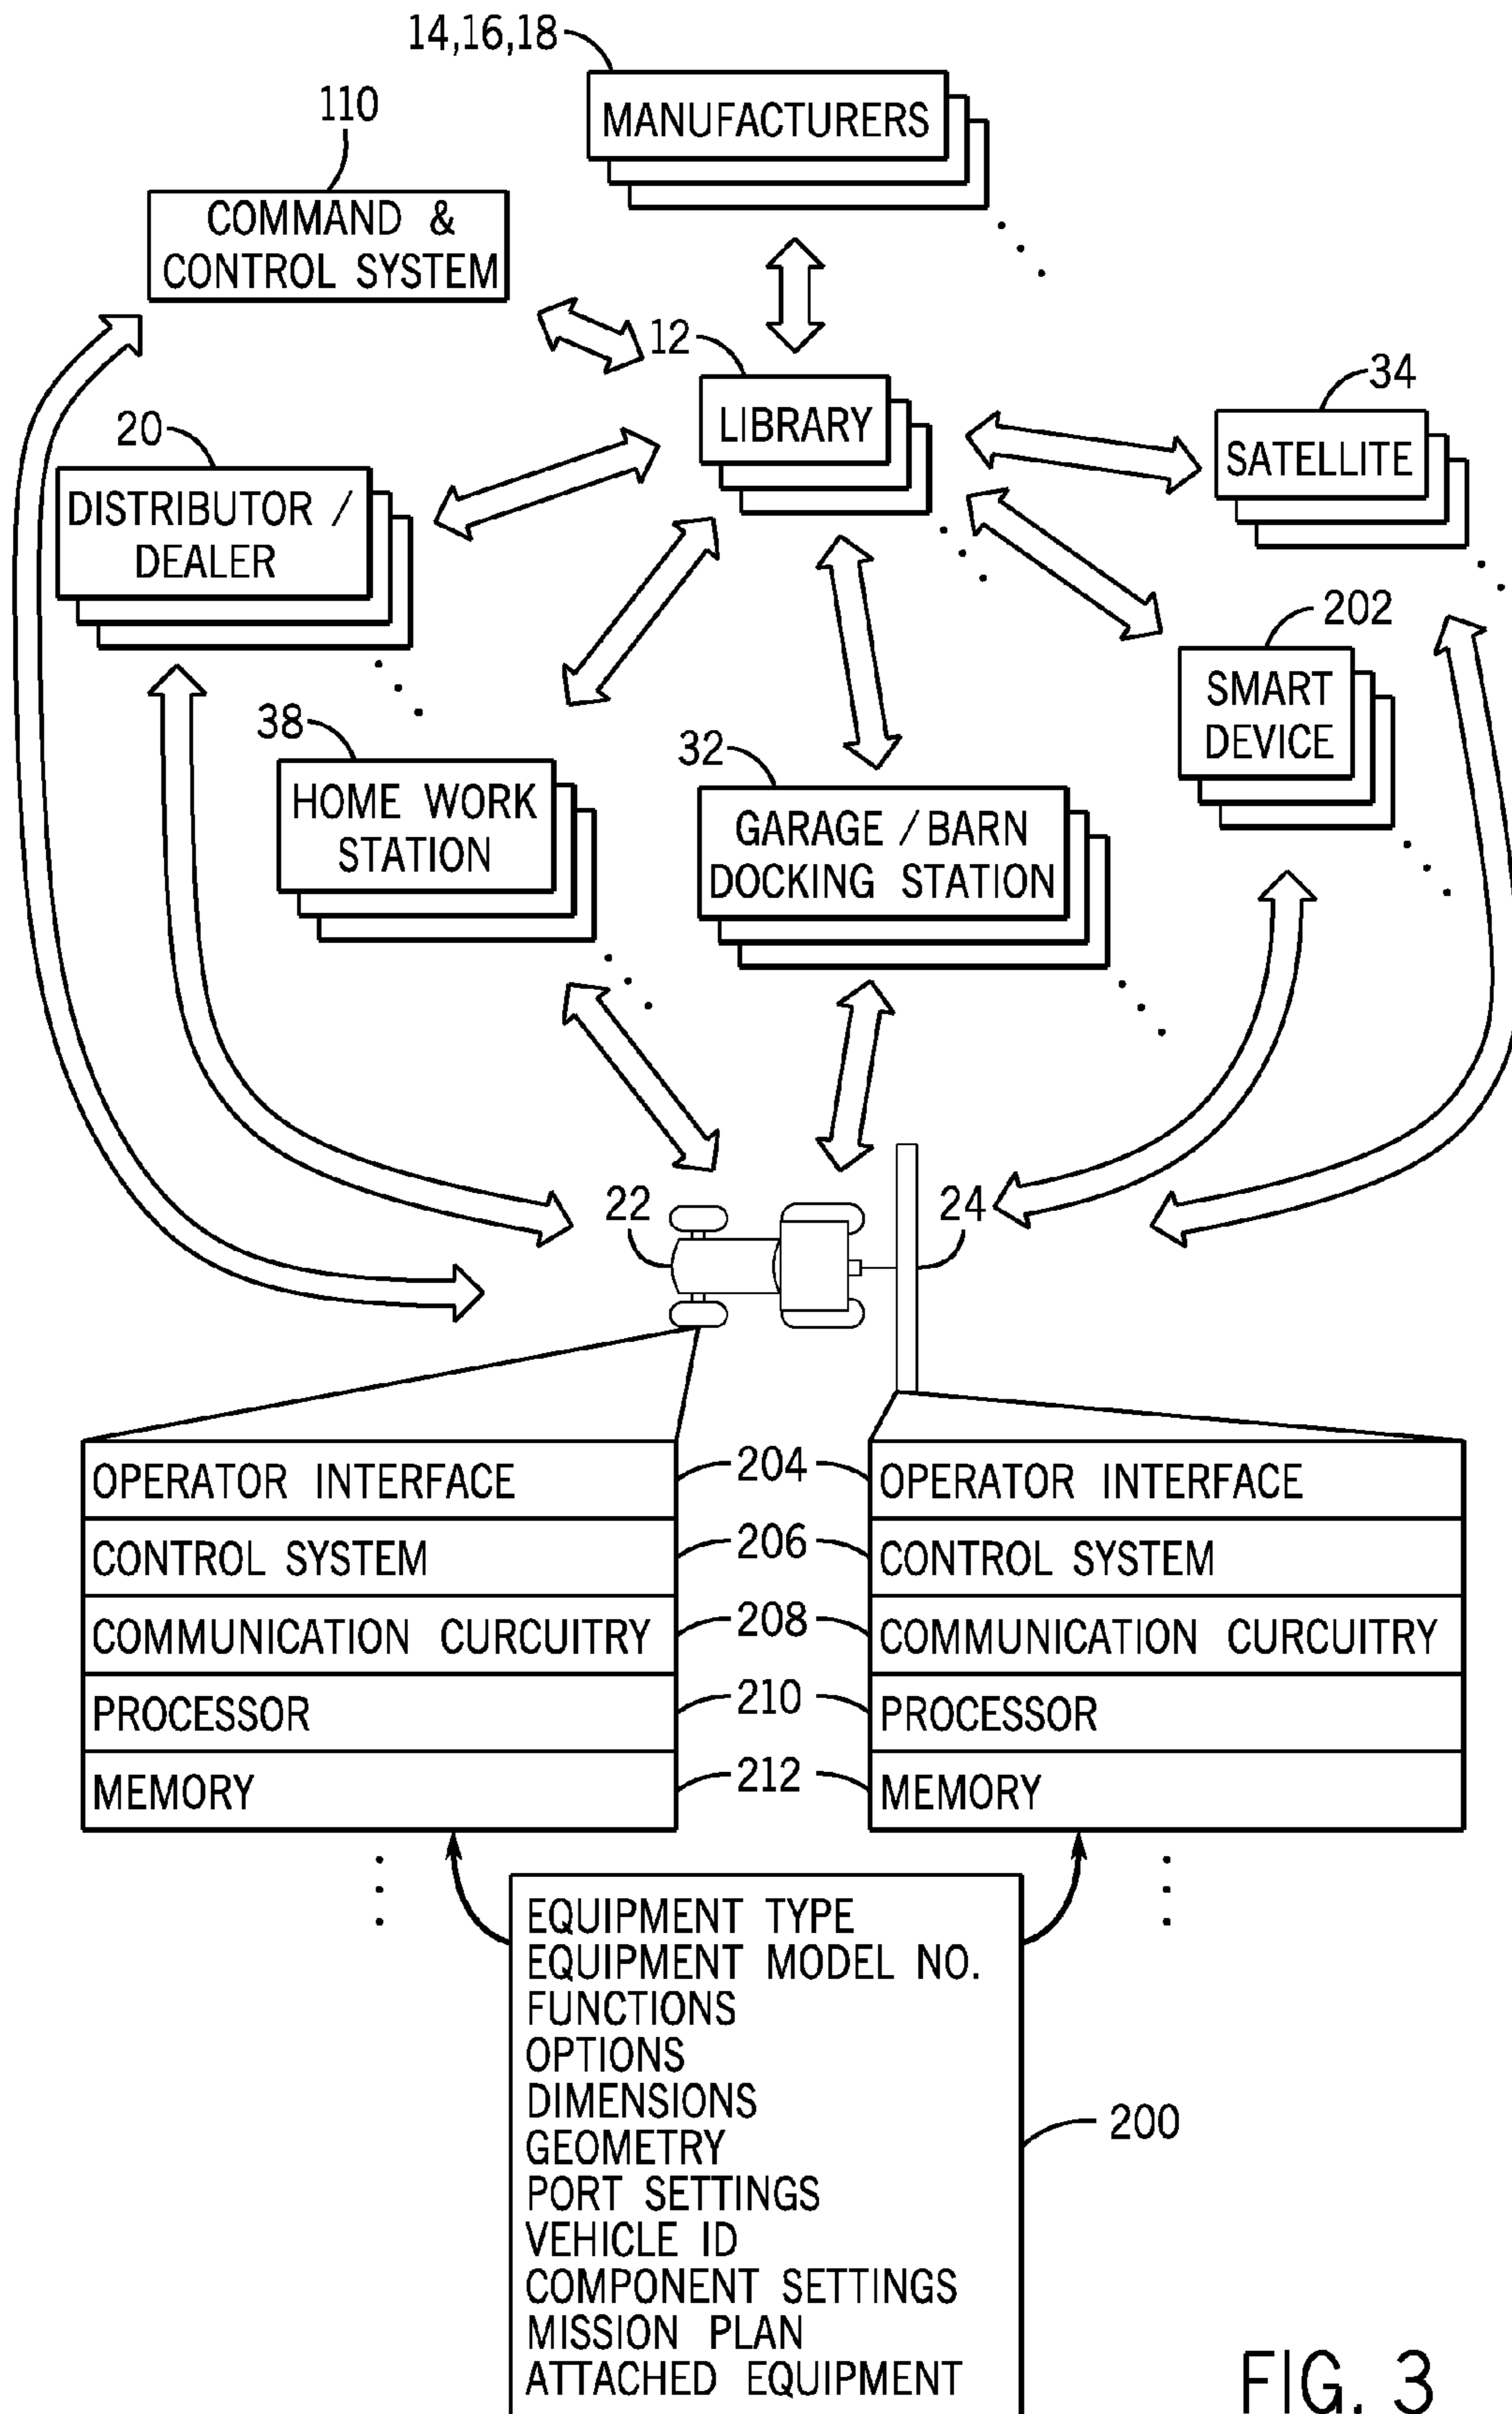 14,16,18
MANUFACTURERS
110
COMMAND &
CONTROL SYSTEM
12
LIBRARY
34
SATELLITE
20
DISTRIBUTOR /
DEALER
202
SMART
DEVICE
38
HOME WORK
STATION
32
GARAGE / BARN
DOCKING STATION
22
24
OPERATOR INTERFACE
204
OPERATOR INTERFACE
CONTROL SYSTEM
206
CONTROL SYSTEM
COMMUNICATION CURCUITRY
208
COMMUNICATION CURCUITRY
PROCESSOR
210
PROCESSOR
MEMORY
212
MEMORY
EQUIPMENT TYPE
EQUIPMENT MODEL NO.
FUNCTIONS
OPTIONS
DIMENSIONS
GEOMETRY
PORT SETTINGS
VEHICLE ID
COMPONENT SETTINGS
MISSION PLAN
ATTACHED EQUIPMENT
200
FIG. 3